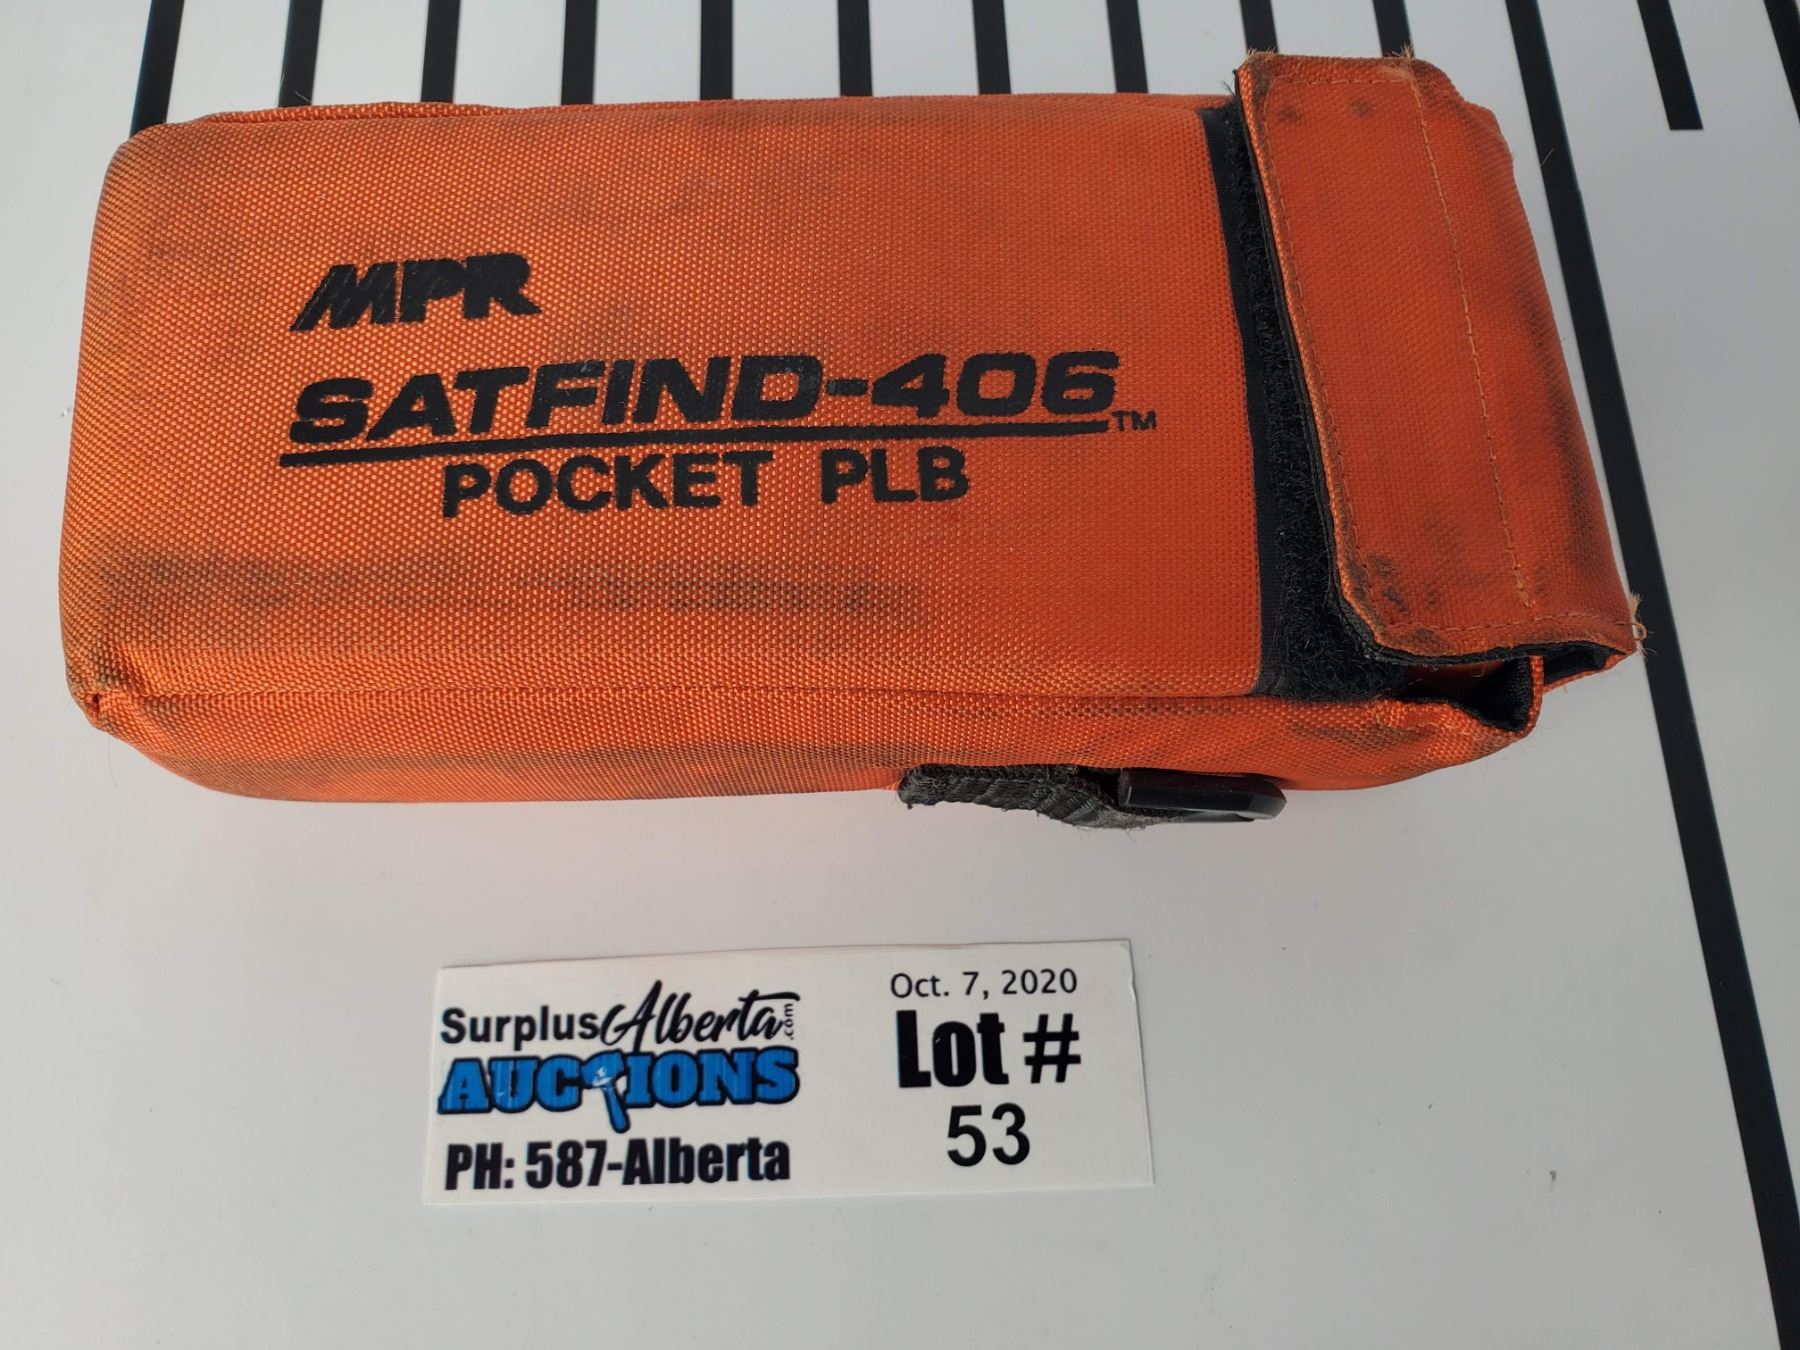 MPR
SATFIND-406™
POCKET PLB
SurplusAlberta.com
AUCTIONS
PH: 587-Alberta
Oct. 7, 2020
Lot #
53